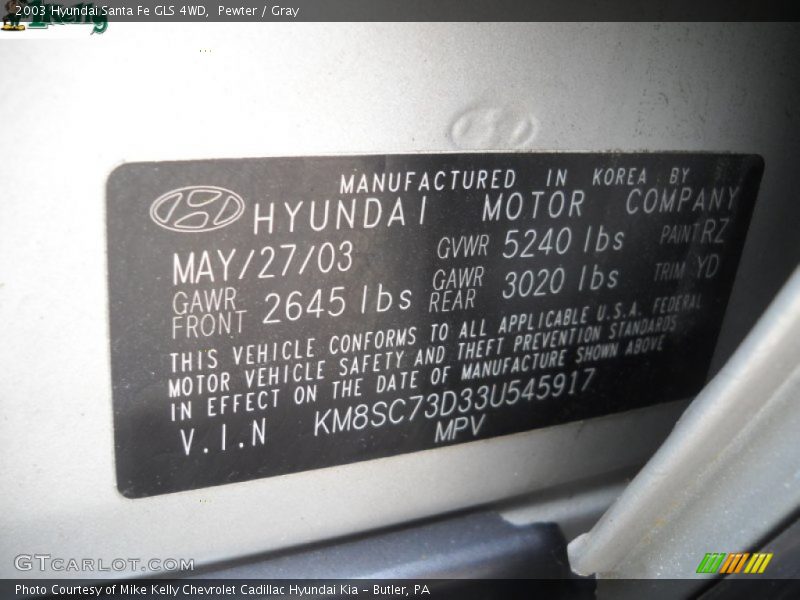 2003 Hyundai Santa Fe GLS 4WD,  Pewter / Gray
MANUFACTURED IN KOREA BY
HYUNDAI MOTOR COMPANY
MAY/27/03 GVWR 5240 lbs PAINT RZ
GAWR FRONT 2645 lbs GAWR REAR 3020 lbs TRIM YD
THIS VEHICLE CONFORMS TO ALL APPLICABLE U.S.A. FEDERAL
MOTOR VEHICLE SAFETY AND THEFT PREVENTION STANDARDS
IN EFFECT ON THE DATE OF MANUFACTURE SHOWN ABOVE
V.I.N KM8SC73D33U545917
MPV
GTCARLOT.COM
Photo Courtesy of Mike Kelly Chevrolet Cadillac Hyundai Kia – Butler, PA